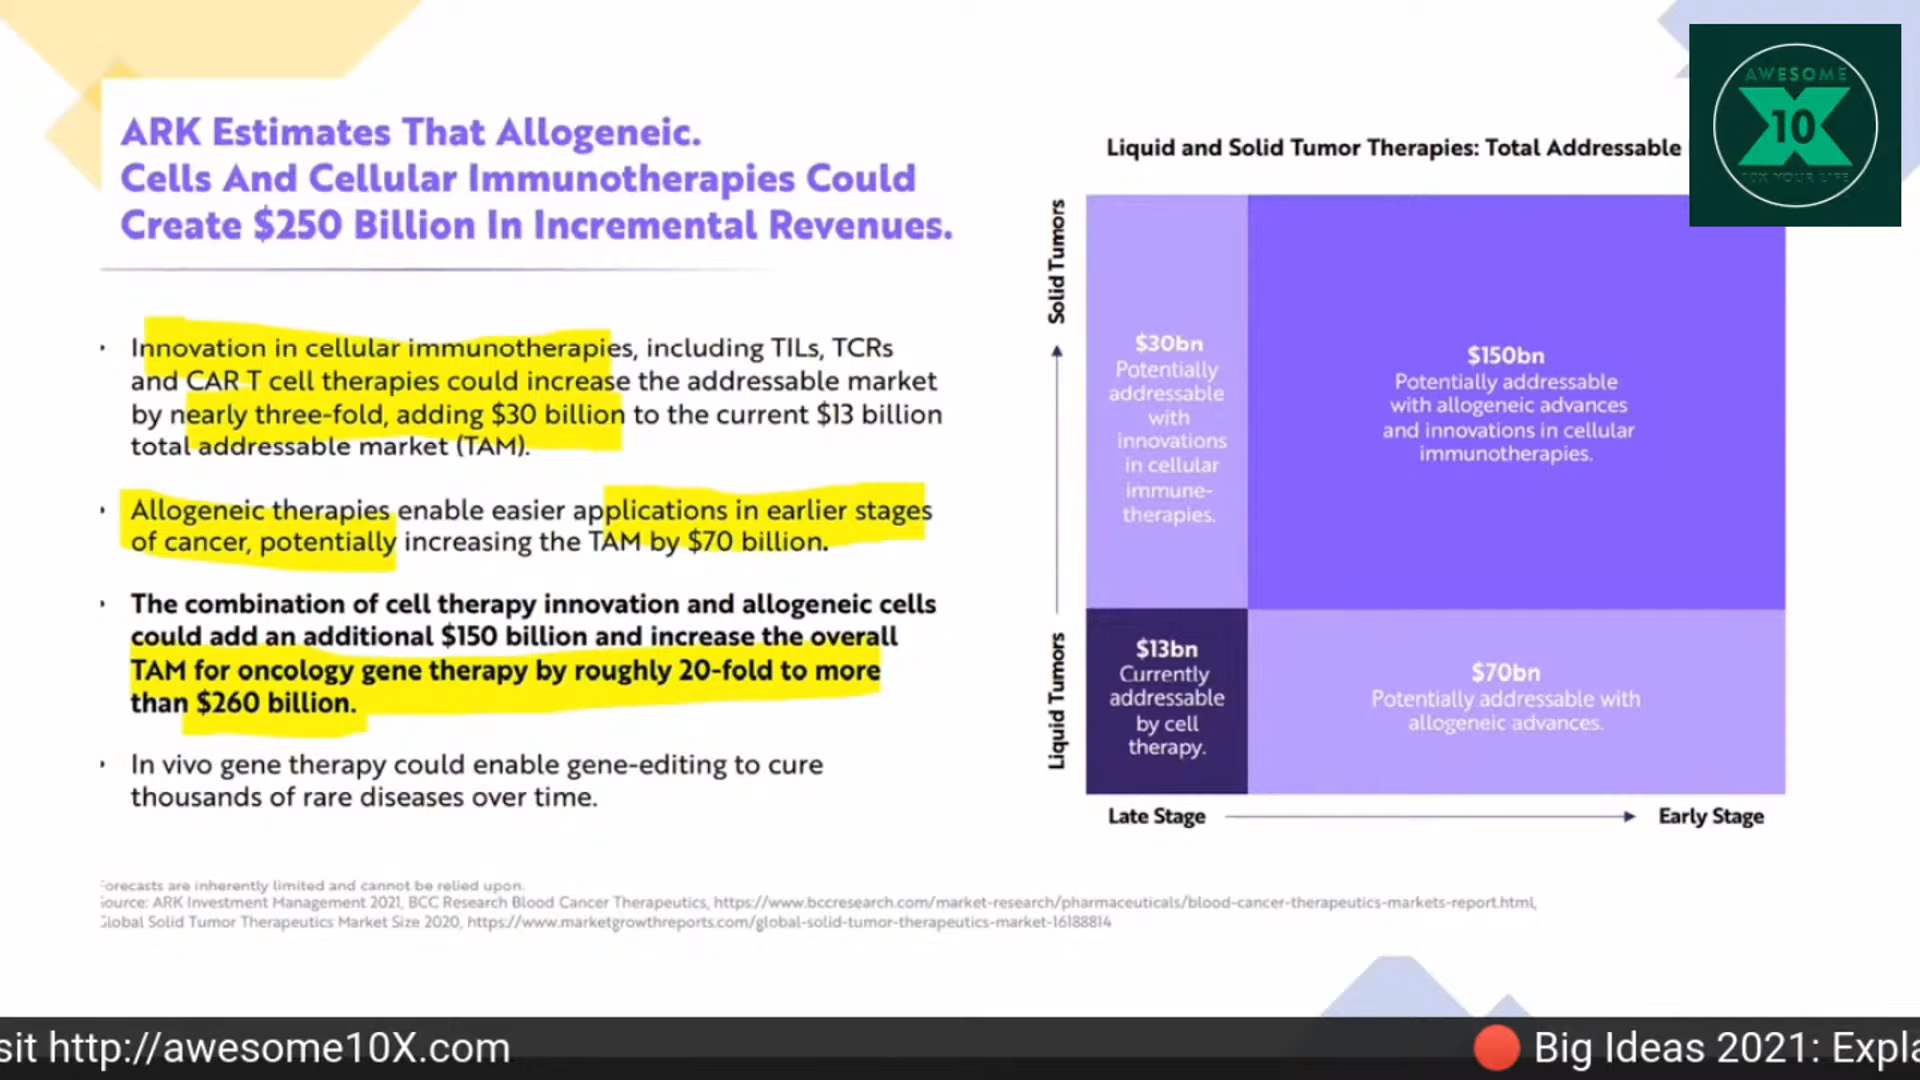 ARK Estimates That Allogeneic.
Cells And Cellular Immunotherapies Could
Create $250 Billion In Incremental Revenues.
· Innovation in cellular immunotherapies, including TILs, TCRs
and CAR T cell therapies could increase the addressable market
by nearly three-fold, adding $30 billion to the current $13 billion
total addressable market (TAM).
· Allogeneic therapies enable easier applications in earlier stages
of cancer, potentially increasing the TAM by $70 billion.
· The combination of cell therapy innovation and allogeneic cells
could add an additional $150 billion and increase the overall
TAM for oncology gene therapy by roughly 20-fold to more
than $260 billion.
· In vivo gene therapy could enable gene-editing to cure
thousands of rare diseases over time.
Liquid and Solid Tumor Therapies: Total Addressable
AWESOME
10
10X YOUR LIFE
Solid Tumors
Liquid Tumors
$30bn
Potentially
addressable
with
innovations
in cellular
immune-
therapies.
$150bn
Potentially addressable
with allogeneic advances
and innovations in cellular
immunotherapies.
$13bn
Currently
addressable
by cell
therapy.
$70bn
Potentially addressable with
allogeneic advances.
Late Stage
Early Stage
Forecasts are inherently limited and cannot be relied upon.
Source: ARK Investment Management 2021, BCC Research Blood Cancer Therapeutics, https://www.bccresearch.com/market-research/pharmaceuticals/blood-cancer-therapeutics-markets-report.html,
Global Solid Tumor Therapeutics Market Size 2020, https://www.marketgrowthreports.com/global-solid-tumor-therapeutics-market-16188814
sit http://awesome10X.com
Big Ideas 2021: Expla